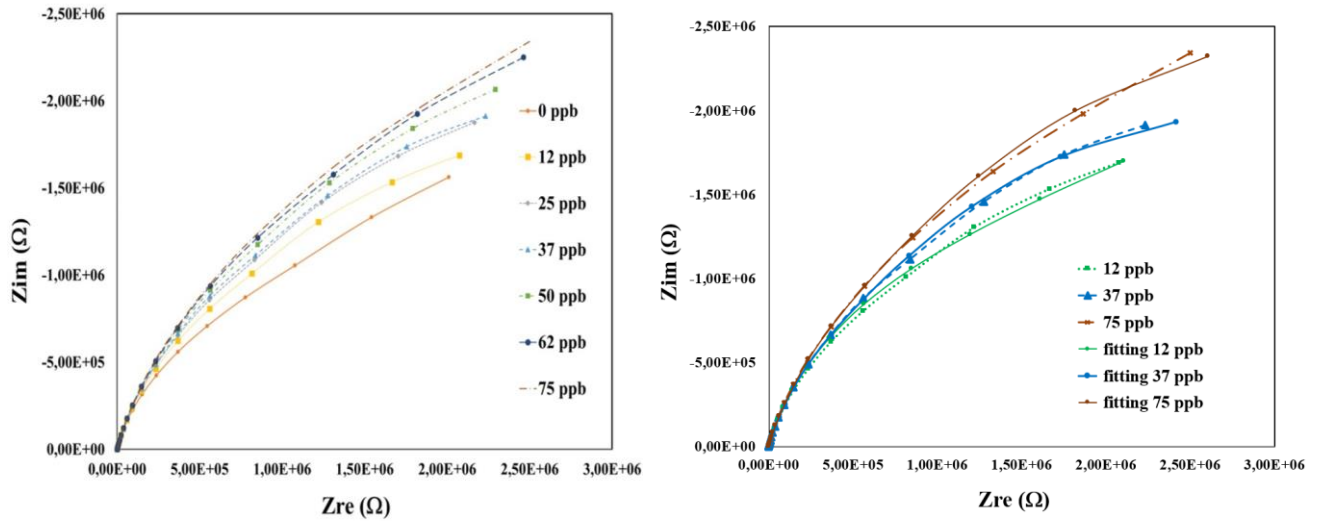 -2,50E+06
-2,00E+06
-1,50E+06
-1,00E+06
-5,00E+05
0,00E+00
Zim (Ω)
0,00E+00 5,00E+05 1,00E+06 1,50E+06 2,00E+06 2,50E+06 3,00E+06
Zre (Ω)
0 ppb
12 ppb
25 ppb
37 ppb
50 ppb
62 ppb
75 ppb
-2,50E+06
-2,00E+06
-1,50E+06
-1,00E+06
-5,00E+05
0,00E+00
Zim (Ω)
0,00E+00 5,00E+05 1,00E+06 1,50E+06 2,00E+06 2,50E+06 3,00E+06
Zre (Ω)
12 ppb
37 ppb
75 ppb
fitting 12 ppb
fitting 37 ppb
fitting 75 ppb